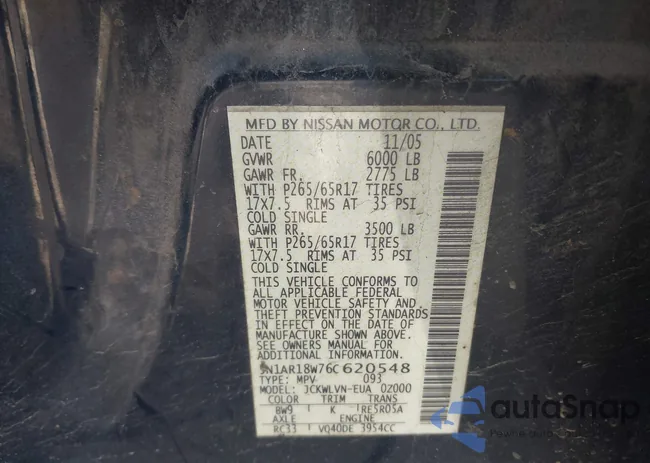 MFD BY NISSAN MOTOR CO., LTD.
DATE 11/05
GVWR 6000 LB
GAWR FR. 2775 LB
WITH P265/65R17 TIRES
17X7.5 RIMS AT 35 PSI
COLD SINGLE
GAWR RR. 3500 LB
WITH P265/65R17 TIRES
17X7.5 RIMS AT 35 PSI
COLD SINGLE
THIS VEHICLE CONFORMS TO
ALL APPLICABLE FEDERAL
MOTOR VEHICLE SAFETY AND
THEFT PREVENTION STANDARDS
IN EFFECT ON THE DATE OF
MANUFACTURE SHOWN ABOVE.
SEE OWNERS MANUAL FOR
ADDITIONAL INFORMATION.
5N1AR18W76C620548
TYPE: MPV 093
MODEL: JCKWLVN-EUA 02000
COLOR TRIM TRANS
BW9 K RE5R05A
AXLE ENGINE
RC33 VQ40DE 3954CC
autoSnap
Pewne auto z